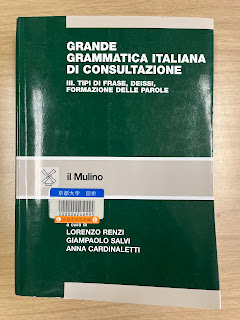 GRANDE
GRAMMATICA ITALIANA
DI CONSULTAZIONE
III. TIPI DI FRASE, DEISSI,
FORMAZIONE DELLE PAROLE
il Mulino
京都大学 図書
a cura di
LORENZO RENZI
GIAMPAOLO SALVI
ANNA CARDINALETTI